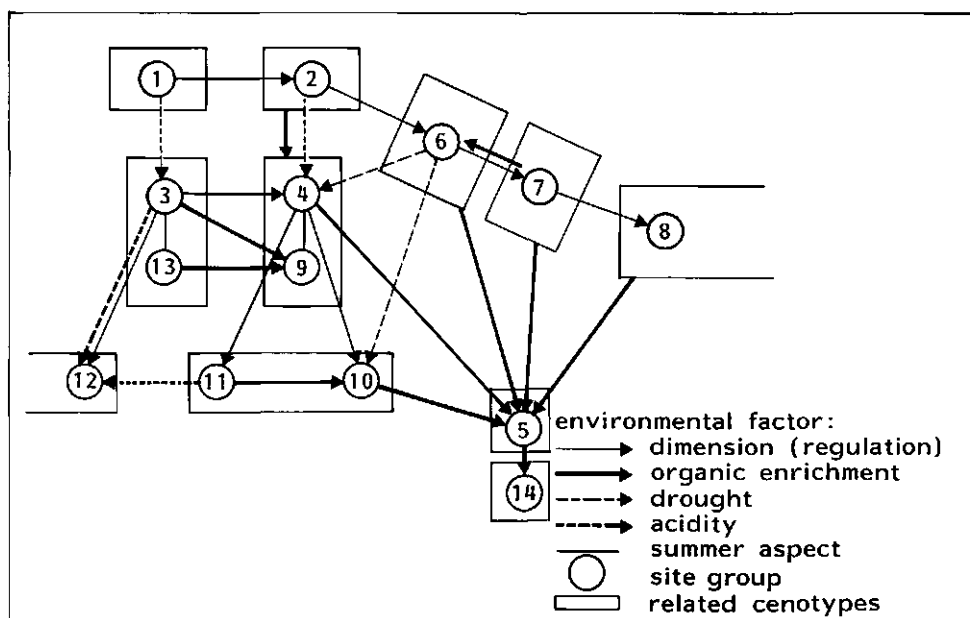 1 2
6
7
3 4
8
13 9
12 11 10
5
14
environmental factor:
dimension (regulation)
organic enrichment
drought
acidity
summer aspect
site group
related cenotypes